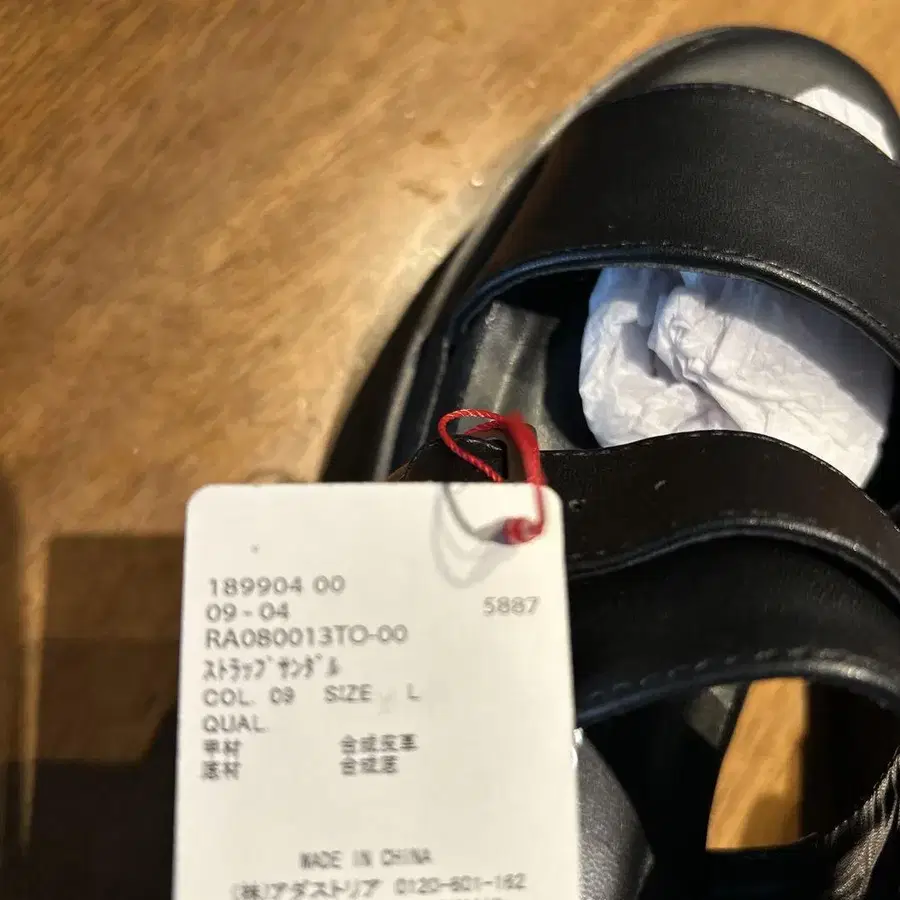 189904 00
09-04 5887
RA080013TO-00
ストラップサンダル
COL. 09 SIZE L
QUAL.
甲材 合成皮革
底材 合成底
MADE IN CHINA
(株)アダストリア 0120-601-162